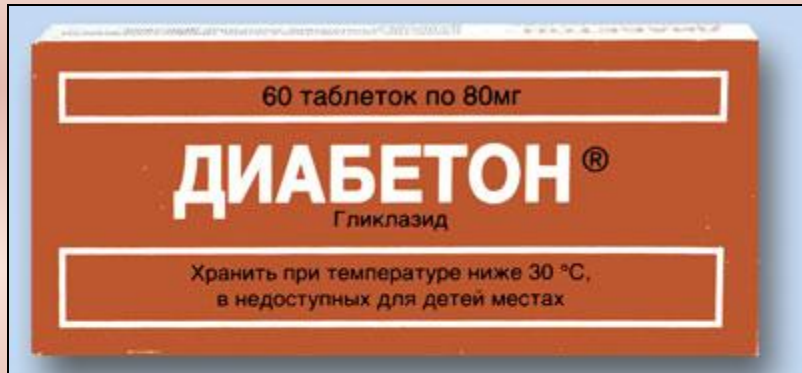 60 таблеток по 80мг
ДИАБЕТОН®
Гликлазид
Хранить при температуре ниже 30 °С,
в недоступных для детей местах